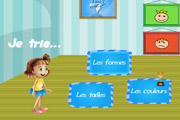 Je trie...
Les formes
Les tailles
Les couleurs